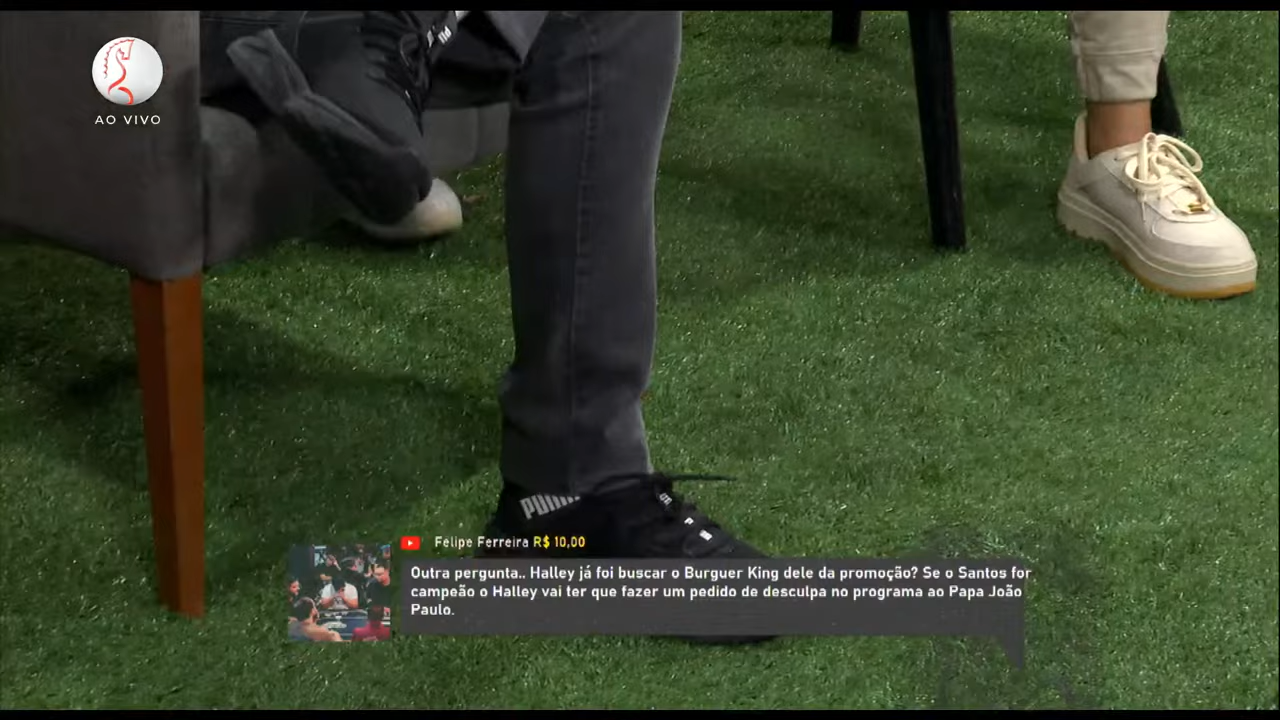 AO VIVO
PUMA
Felipe Ferreira R$ 10,00
Outra pergunta.. Halley já foi buscar o Burguer King dele da promoção? Se o Santos for
campeão o Halley vai ter que fazer um pedido de desculpa no programa ao Papa João
Paulo.